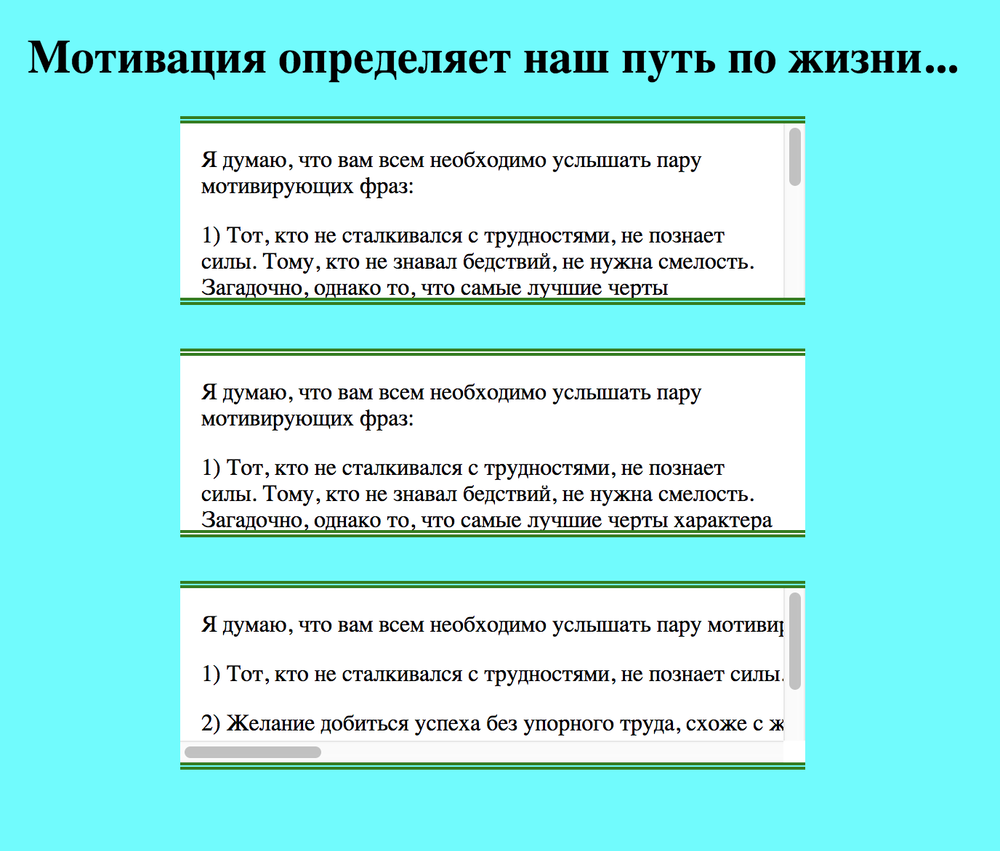 Мотивация определяет наш путь по жизни...
Я думаю, что вам всем необходимо услышать пару
мотивирующих фраз:
1) Тот, кто не сталкивался с трудностями, не познает
силы. Тому, кто не знавал бедствий, не нужна смелость.
Загадочно, однако то, что самые лучшие черты
Я думаю, что вам всем необходимо услышать пару
мотивирующих фраз:
1) Тот, кто не сталкивался с трудностями, не познает
силы. Тому, кто не знавал бедствий, не нужна смелость.
Загадочно, однако то, что самые лучшие черты характера
Я думаю, что вам всем необходимо услышать пару мотивир
1) Тот, кто не сталкивался с трудностями, не познает силы.
2) Желание добиться успеха без упорного труда, схоже с ж